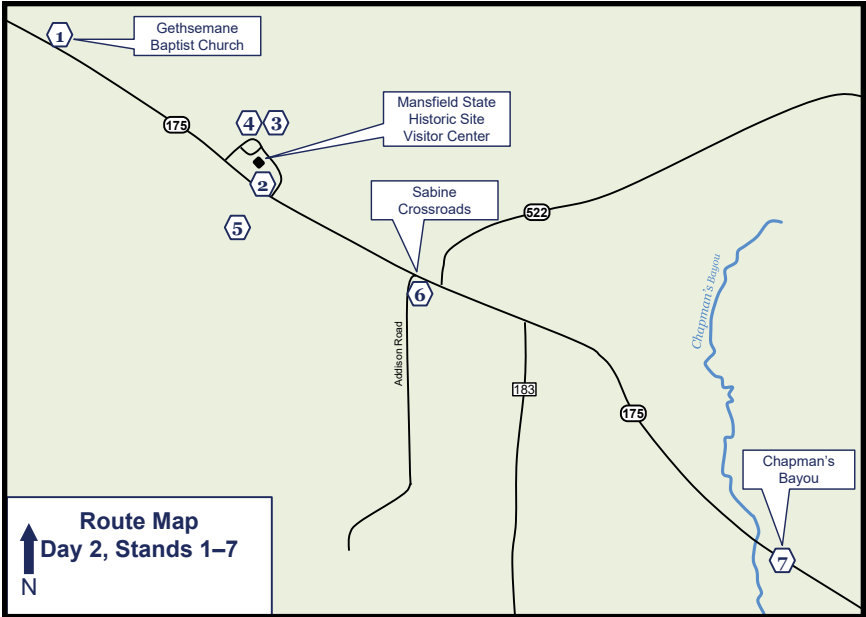 1
Gethsemane
Baptist Church
175
4
3
Mansfield State
Historic Site
Visitor Center
2
5
Sabine
Crossroads
522
6
Chapman's Bayou
Addison Road
183
175
Chapman's
Bayou
7
Route Map
Day 2, Stands 1–7
N